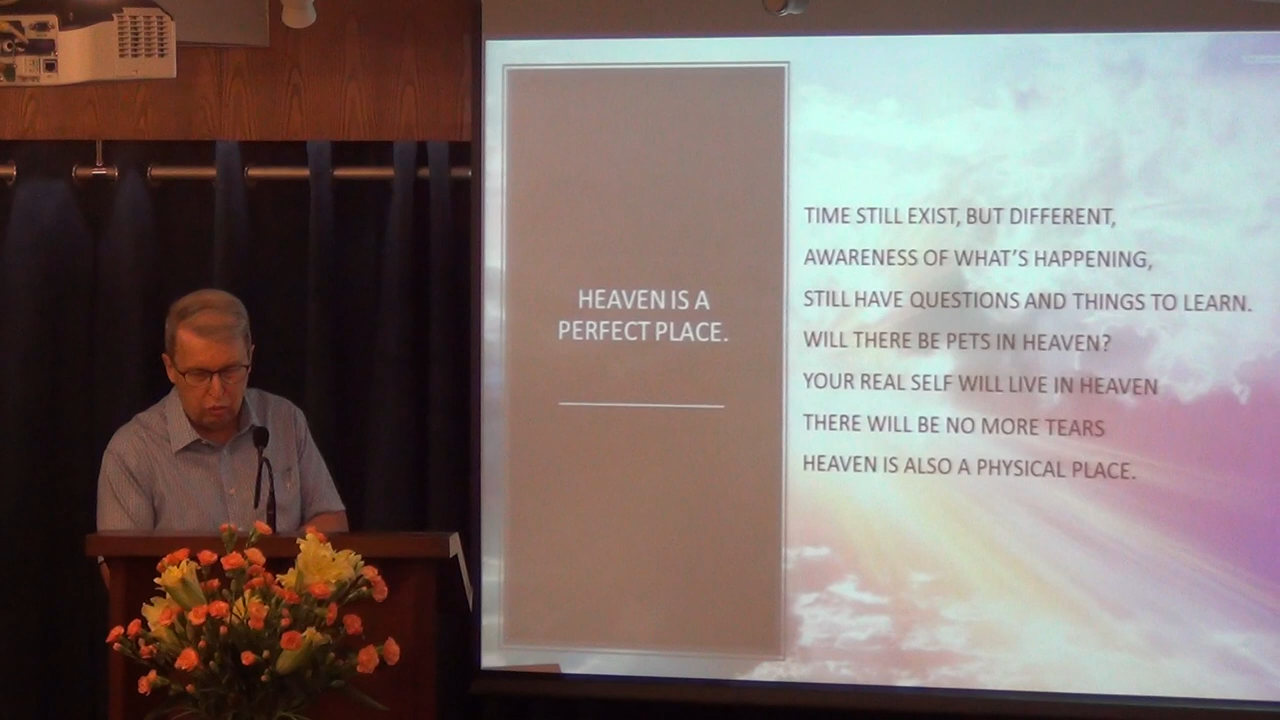 HEAVEN IS A
PERFECT PLACE.
TIME STILL EXIST, BUT DIFFERENT,
AWARENESS OF WHAT'S HAPPENING,
STILL HAVE QUESTIONS AND THINGS TO LEARN.
WILL THERE BE PETS IN HEAVEN?
YOUR REAL SELF WILL LIVE IN HEAVEN
THERE WILL BE NO MORE TEARS
HEAVEN IS ALSO A PHYSICAL PLACE.